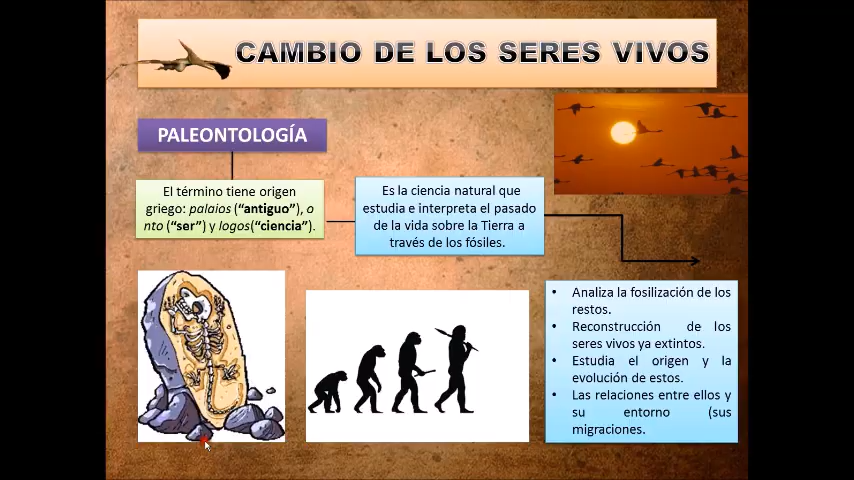 CAMBIO DE LOS SERES VIVOS
PALEONTOLOGÍA
El término tiene origen
griego: palaios (“antiguo”), o
nto (“ser”) y logos(“ciencia”).
Es la ciencia natural que
estudia e interpreta el pasado
de la vida sobre la Tierra a
través de los fósiles.
• Analiza la fosilización de los
restos.
• Reconstrucción de los
seres vivos ya extintos.
• Estudia el origen y la
evolución de estos.
• Las relaciones entre ellos y
su entorno (sus
migraciones.